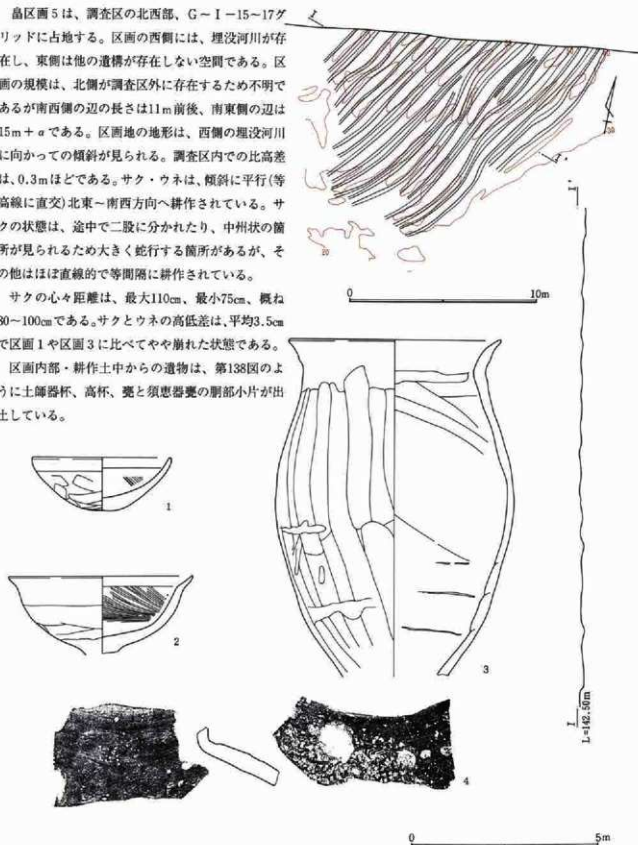 畠区画5は、調査区の北西部、G～I－15～17グ
リッドに占地する。区画の西側には、埋没河川が存
在し、東側は他の遺構が存在しない空間である。区
画の規模は、北側が調査区外に存在するため不明で
あるが南西側の辺の長さは11m前後、南東側の辺は
15m＋αである。区画地の地形は、西側の埋没河川
に向かっての傾斜が見られる。調査区内での比高差
は、0.3mほどである。サク・ウネは、傾斜に平行(等
高線に直交)北東～南西方向へ耕作されている。サ
クの状態は、途中で二股に分かれたり、中州状の箇
所が見られるため大きく蛇行する箇所があるが、そ
の他はほぼ直線的で等間隔に耕作されている。
サクの心々距離は、最大110㎝、最小75㎝、概ね
80～100㎝である。サクとウネの高低差は、平均3.5㎝
で区画1や区画3に比べてやや崩れた状態である。
区画内部・耕作土中からの遺物は、第138図のよ
うに土師器杯、高杯、甕と須恵器甕の胴部小片が出
土している。
I
I'
20
20
0 10m
1
2
3
4
I'
I
L=142.50m
0 5m